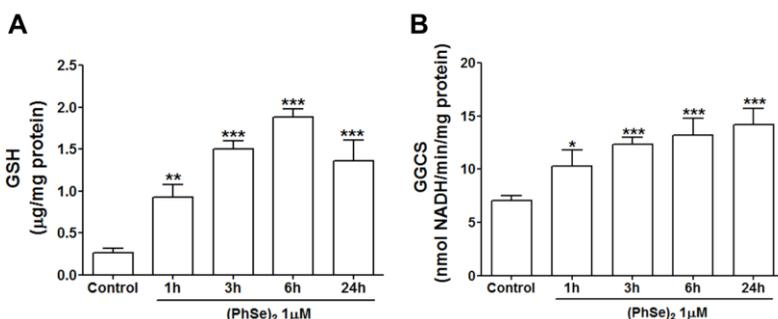 A
GSH
(μg/mg protein)
2.5
2.0
1.5
1.0
0.5
0.0
**
***
***
***
Control 1h 3h 6h 24h
(PhSe)₂ 1μM
B
GGCS
(nmol NADH/min/mg protein)
20
15
10
5
0
*
***
***
***
Control 1h 3h 6h 24h
(PhSe)₂ 1μM